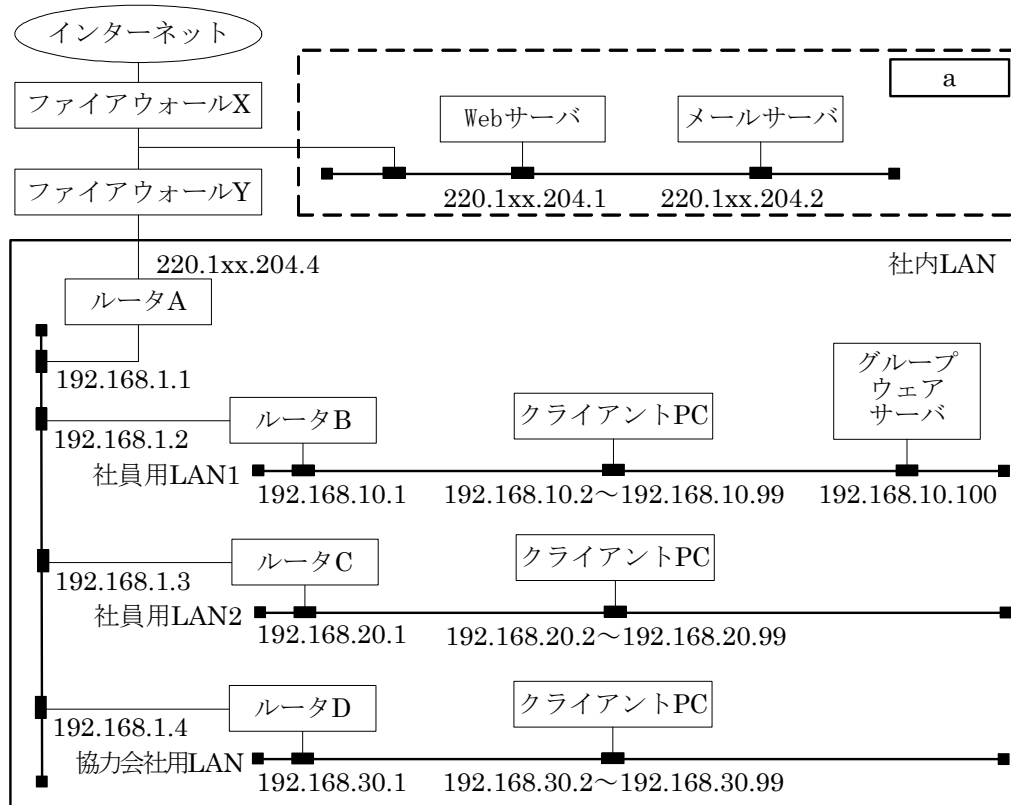 インターネット
ファイアウォールX
a
Webサーバ
メールサーバ
ファイアウォールY
220.1xx.204.1
220.1xx.204.2
220.1xx.204.4
社内LAN
ルータA
192.168.1.1
グループ
ウェア
サーバ
ルータB
クライアントPC
192.168.1.2
社員用LAN1
192.168.10.1
192.168.10.2～192.168.10.99
192.168.10.100
ルータC
クライアントPC
192.168.1.3
社員用LAN2
192.168.20.1
192.168.20.2～192.168.20.99
ルータD
クライアントPC
192.168.1.4
協力会社用LAN
192.168.30.1
192.168.30.2～192.168.30.99